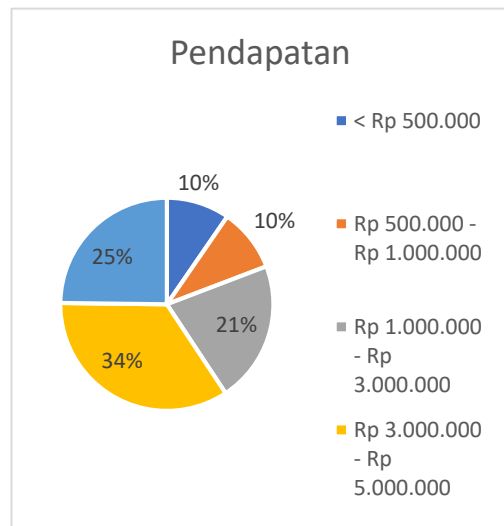 Pendapatan
10%
10%
21%
34%
25%
< Rp 500.000
Rp 500.000 -
Rp 1.000.000
Rp 1.000.000
- Rp
3.000.000
Rp 3.000.000
- Rp
5.000.000